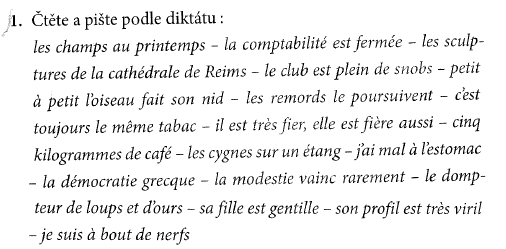 1. Čtěte a pište podle diktátu :
les champs au printemps – la comptabilité est fermée – les sculp-
tures de la cathédrale de Reims – le club est plein de snobs – petit
à petit l'oiseau fait son nid – les remords le poursuivent – c'est
toujours le même tabac – il est très fier, elle est fière aussi – cinq
kilogrammes de café – les cygnes sur un étang – j'ai mal à l'estomac
– la démocratie grecque – la modestie vainc rarement – le domp-
teur de loups et d'ours – sa fille est gentille – son profil est très viril
– je suis à bout de nerfs